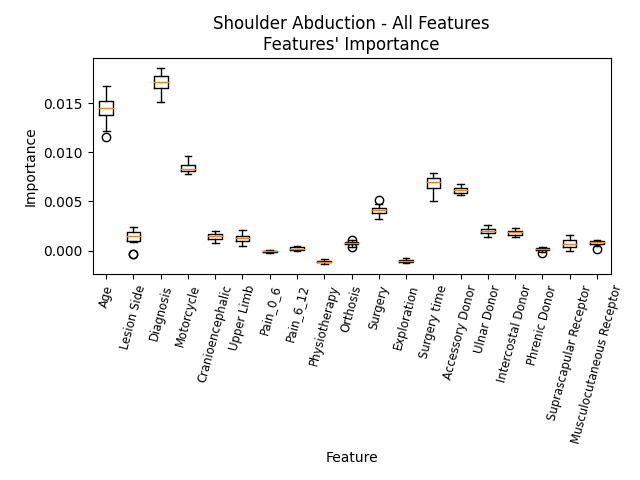 Shoulder Abduction - All Features
Features' Importance
Importance
0.015
0.010
0.005
0.000
Age
Lesion Side
Diagnosis
Motorcycle
Cranioencephalic
Upper Limb
Pain_0_6
Pain_6_12
Physiotherapy
Orthosis
Surgery
Exploration
Surgery time
Accessory Donor
Ulnar Donor
Intercostal Donor
Phrenic Donor
Suprascapular Receptor
Musculocutaneous Receptor
Feature